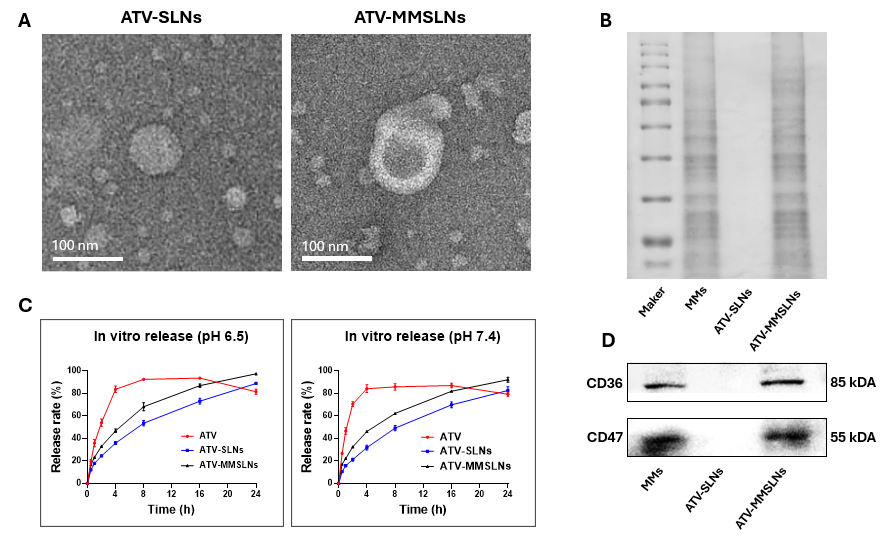 A
ATV-SLNs
ATV-MMSLNs
100 nm
100 nm
B
Maker
MMs
ATV-SLNs
ATV-MMSLNs
C
In vitro release (pH 6.5)
Release rate (%)
100
80
60
40
20
0
0 4 8 12 16 20 24
Time (h)
ATV
ATV-SLNs
ATV-MMSLNs
In vitro release (pH 7.4)
Release rate (%)
100
80
60
40
20
0
0 4 8 12 16 20 24
Time (h)
ATV
ATV-SLNs
ATV-MMSLNs
D
CD36
85 kDA
CD47
55 kDA
MMs
ATV-SLNs
ATV-MMSLNs